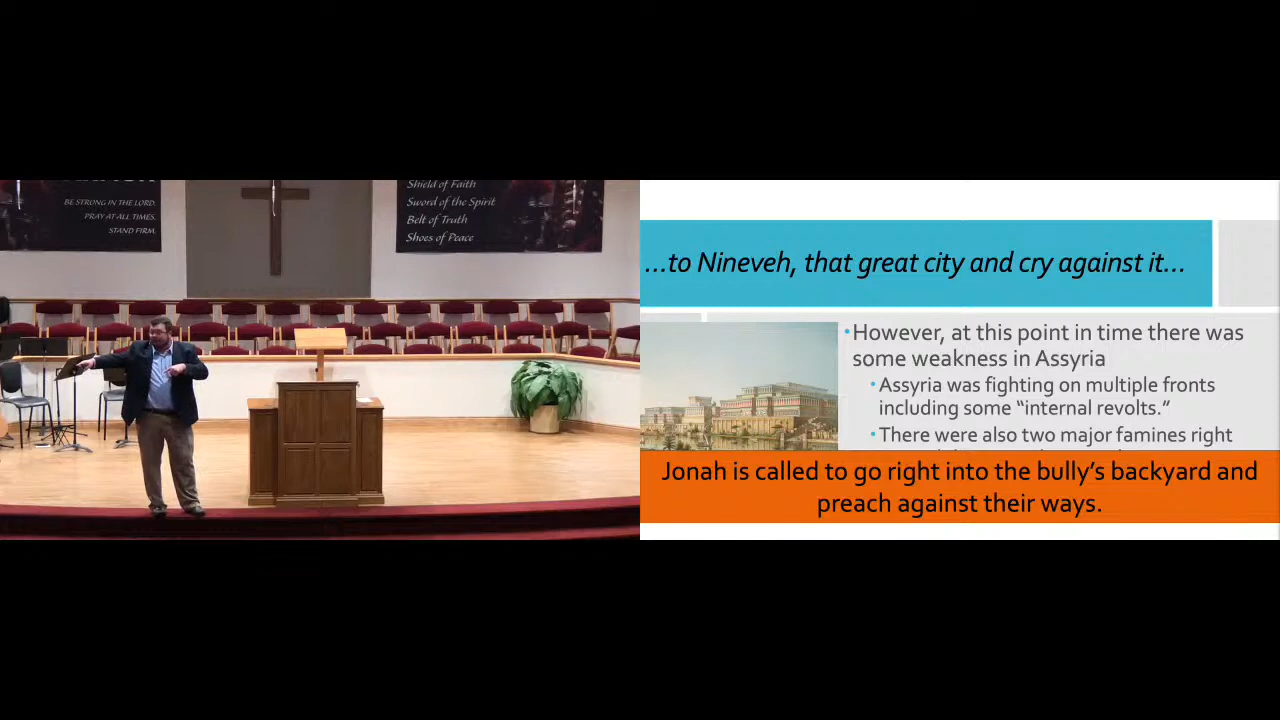 BE STRONG IN THE LORD.
PRAY AT ALL TIMES.
STAND FIRM.
Shield of Faith
Sword of the Spirit
Belt of Truth
Shoes of Peace
...to Nineveh, that great city and cry against it...
•However, at this point in time there was
some weakness in Assyria
•Assyria was fighting on multiple fronts
including some “internal revolts.”
•There were also two major famines right
Jonah is called to go right into the bully’s backyard and
preach against their ways.